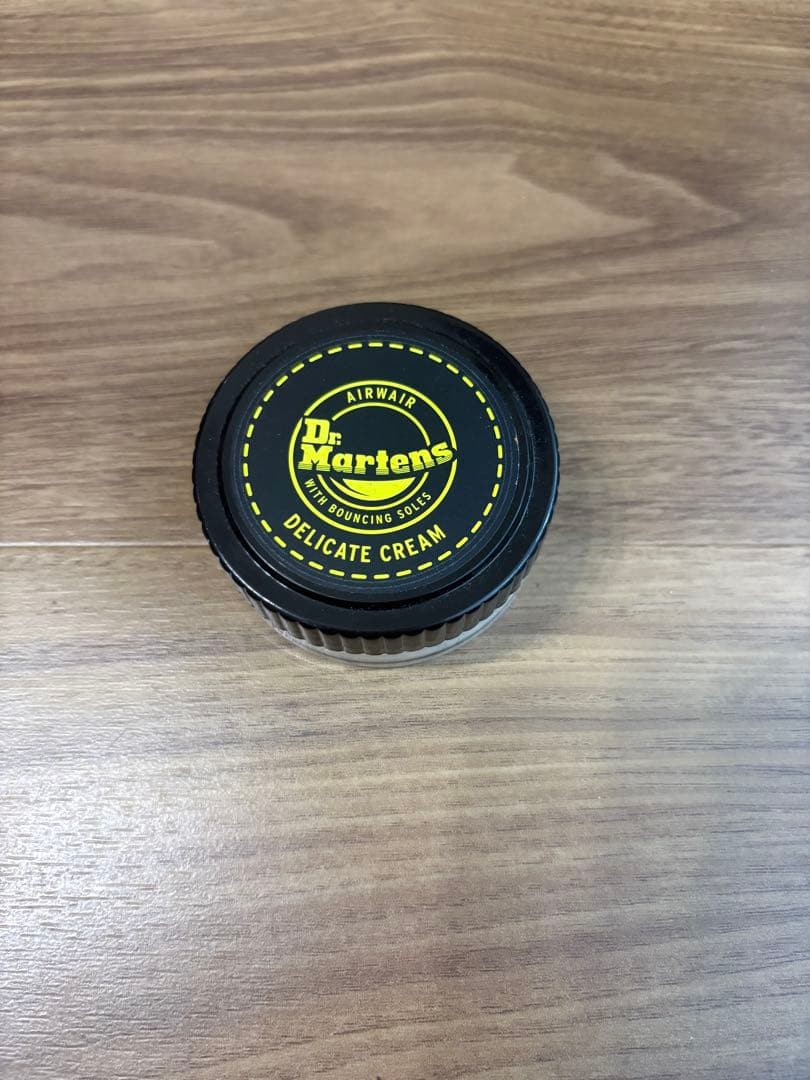 AIRWAIR
Dr.
Martens
WITH BOUNCING SOLES
DELICATE CREAM